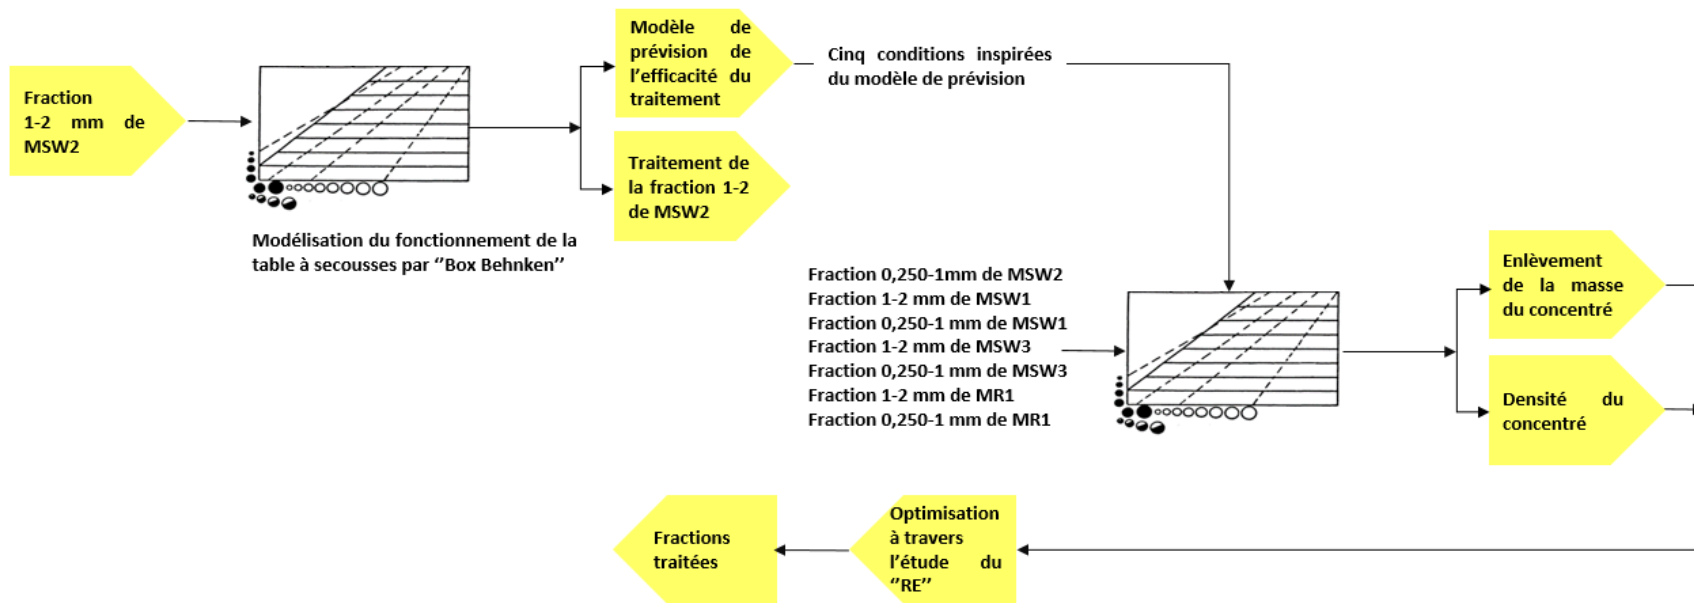 Fraction
1-2 mm de
MSW2
Modélisation du fonctionnement de la
table à secousses par ‘‘Box Behnken’’
Modèle de
prévision de
l’efficacité du
traitement
Traitement de
la fraction 1-2
de MSW2
Cinq conditions inspirées
du modèle de prévision
Fraction 0,250-1mm de MSW2
Fraction 1-2 mm de MSW1
Fraction 0,250-1 mm de MSW1
Fraction 1-2 mm de MSW3
Fraction 0,250-1 mm de MSW3
Fraction 1-2 mm de MR1
Fraction 0,250-1 mm de MR1
Enlèvement
de la masse
du concentré
Densité du
concentré
Optimisation
à travers
l’étude du
‘‘RE’’
Fractions
traitées